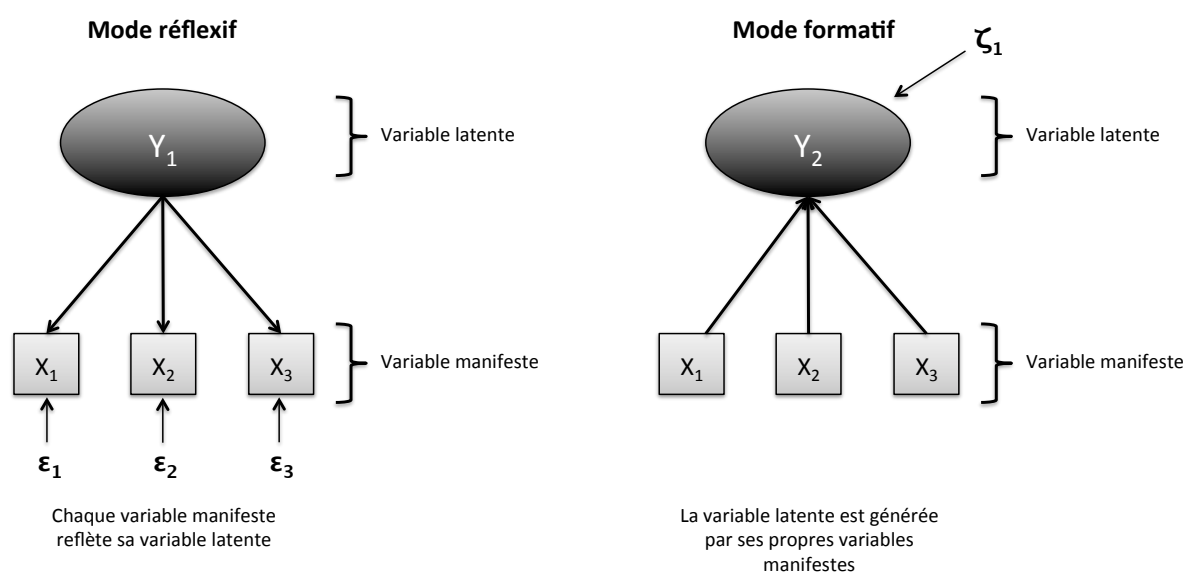 Mode réflexif
Y1
Variable latente
X1 X2 X3
Variable manifeste
ε1 ε2 ε3
Chaque variable manifeste
reflète sa variable latente
Mode formatif
ζ1
Y2
Variable latente
X1 X2 X3
Variable manifeste
La variable latente est générée
par ses propres variables
manifestes